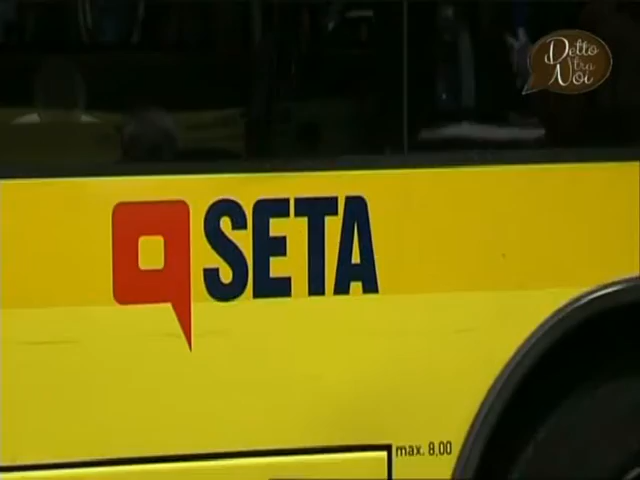 Detto
tra
Noi
SETA
max. 8,00